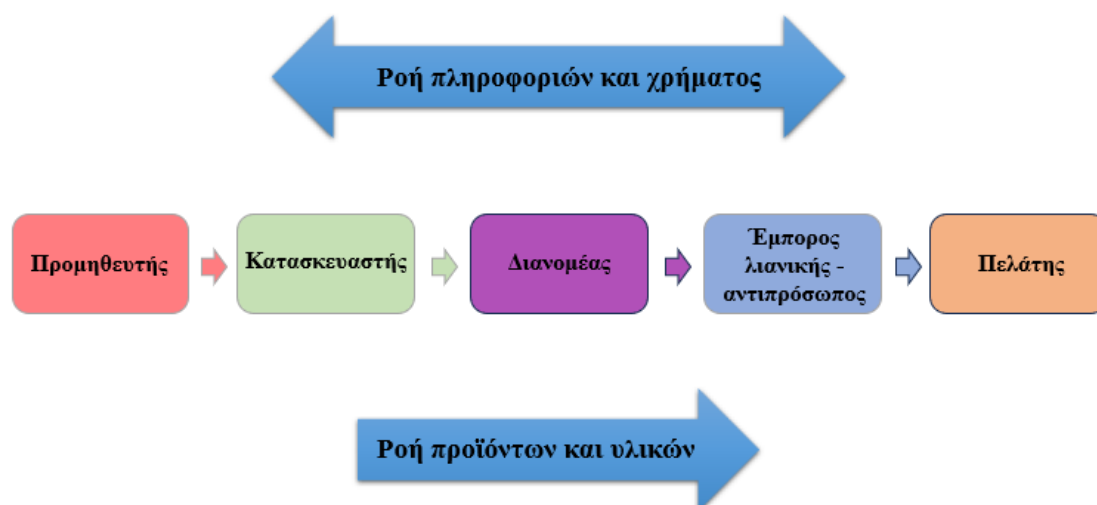 Ροή πληροφοριών και χρήματος
Προμηθευτής
Κατασκευαστής
Διανομέας
Έμπορος
λιανικής -
αντιπρόσωπος
Πελάτης
Ροή προϊόντων και υλικών